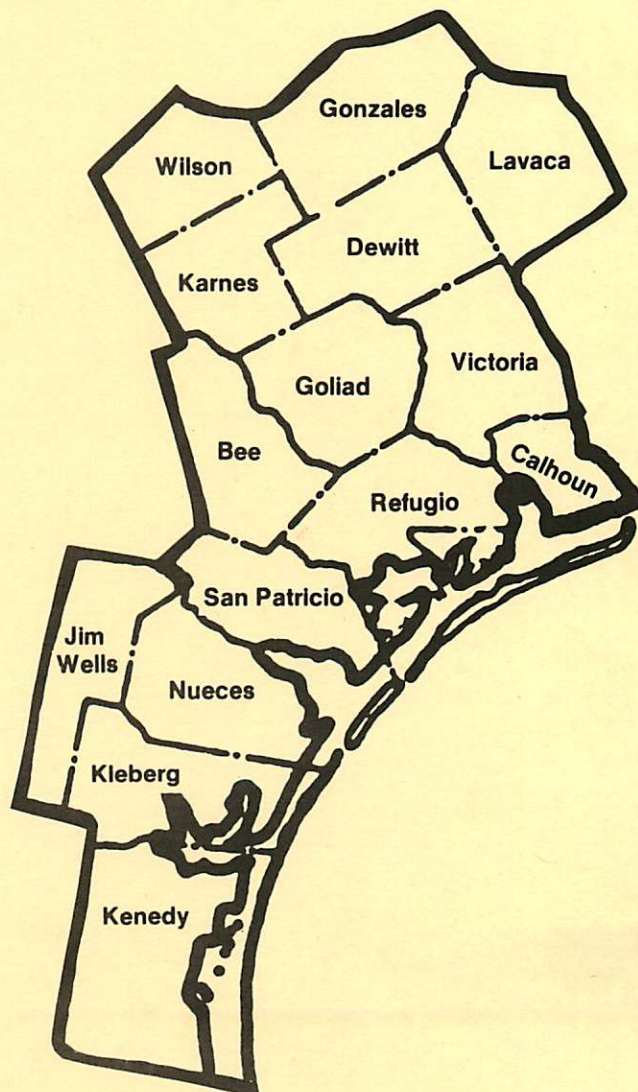 Gonzales
Wilson
Lavaca
Dewitt
Karnes
Victoria
Goliad
Bee
Calhoun
Refugio
San Patricio
Jim
Wells
Nueces
Kleberg
Kenedy